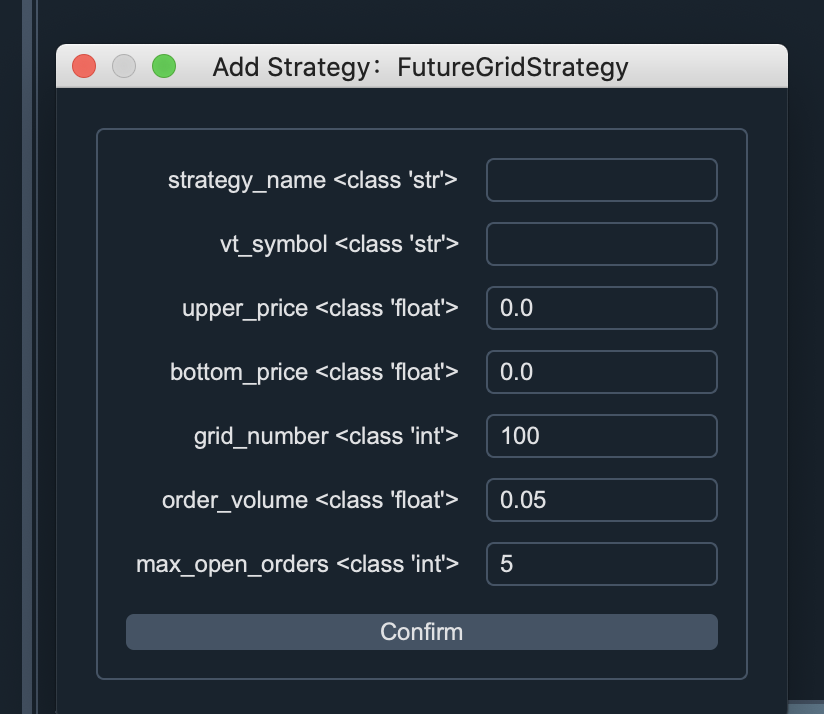 Add Strategy：FutureGridStrategy
strategy_name <class 'str'>
vt_symbol <class 'str'>
upper_price <class 'float'> 0.0
bottom_price <class 'float'> 0.0
grid_number <class 'int'> 100
order_volume <class 'float'> 0.05
max_open_orders <class 'int'> 5
Confirm